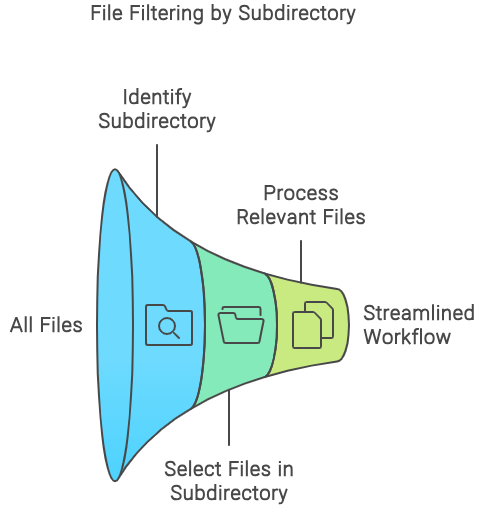 File Filtering by Subdirectory
Identify
Subdirectory
Process
Relevant Files
All Files
Streamlined
Workflow
Select Files in
Subdirectory